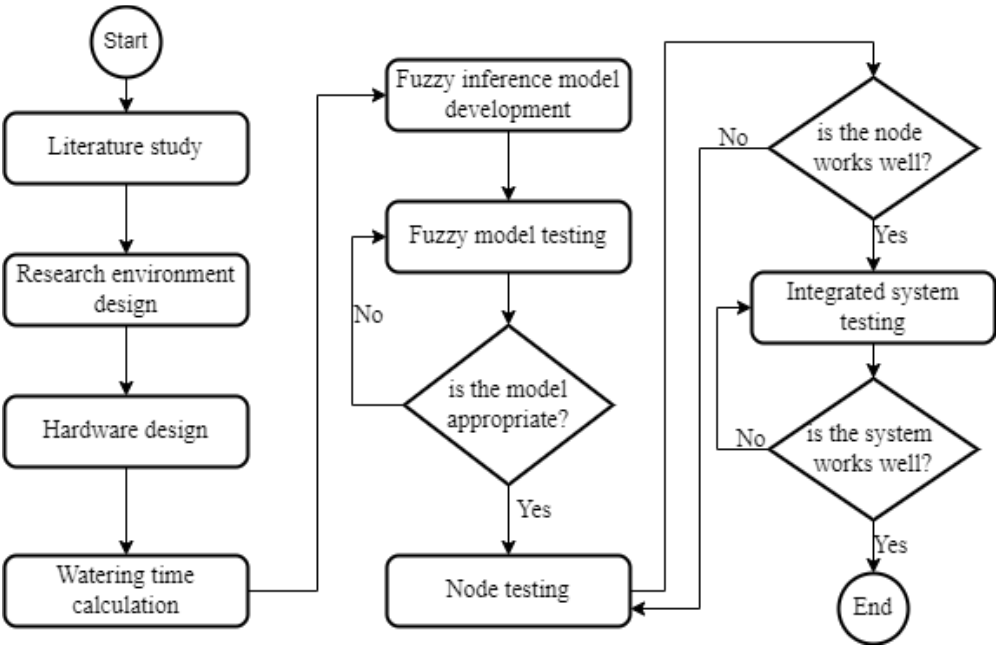 Start
Literature study
Research environment
design
Hardware design
Watering time
calculation
Fuzzy inference model
development
Fuzzy model testing
No
is the model
appropriate?
Yes
Node testing
is the node
works well?
No
Yes
Integrated system
testing
No
is the system
works well?
Yes
End